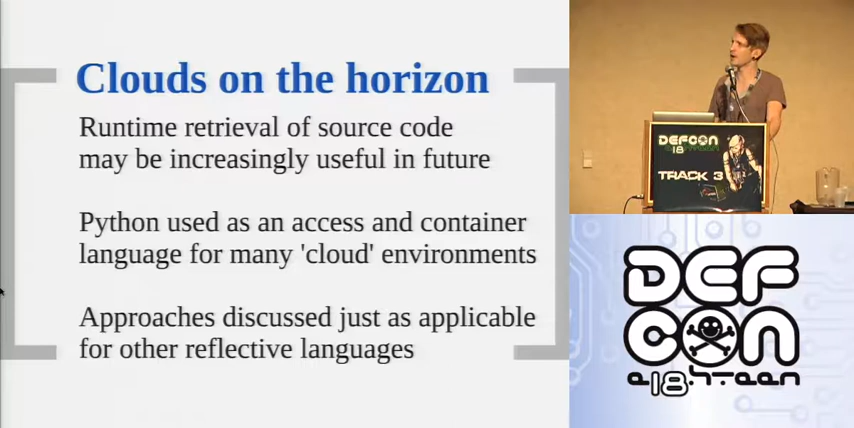 Clouds on the horizon
Runtime retrieval of source code
may be increasingly useful in future
Python used as an access and container
language for many 'cloud' environments
Approaches discussed just as applicable
for other reflective languages
DEFCON
18
TRACK 3
DEF
CON
e18h-teen